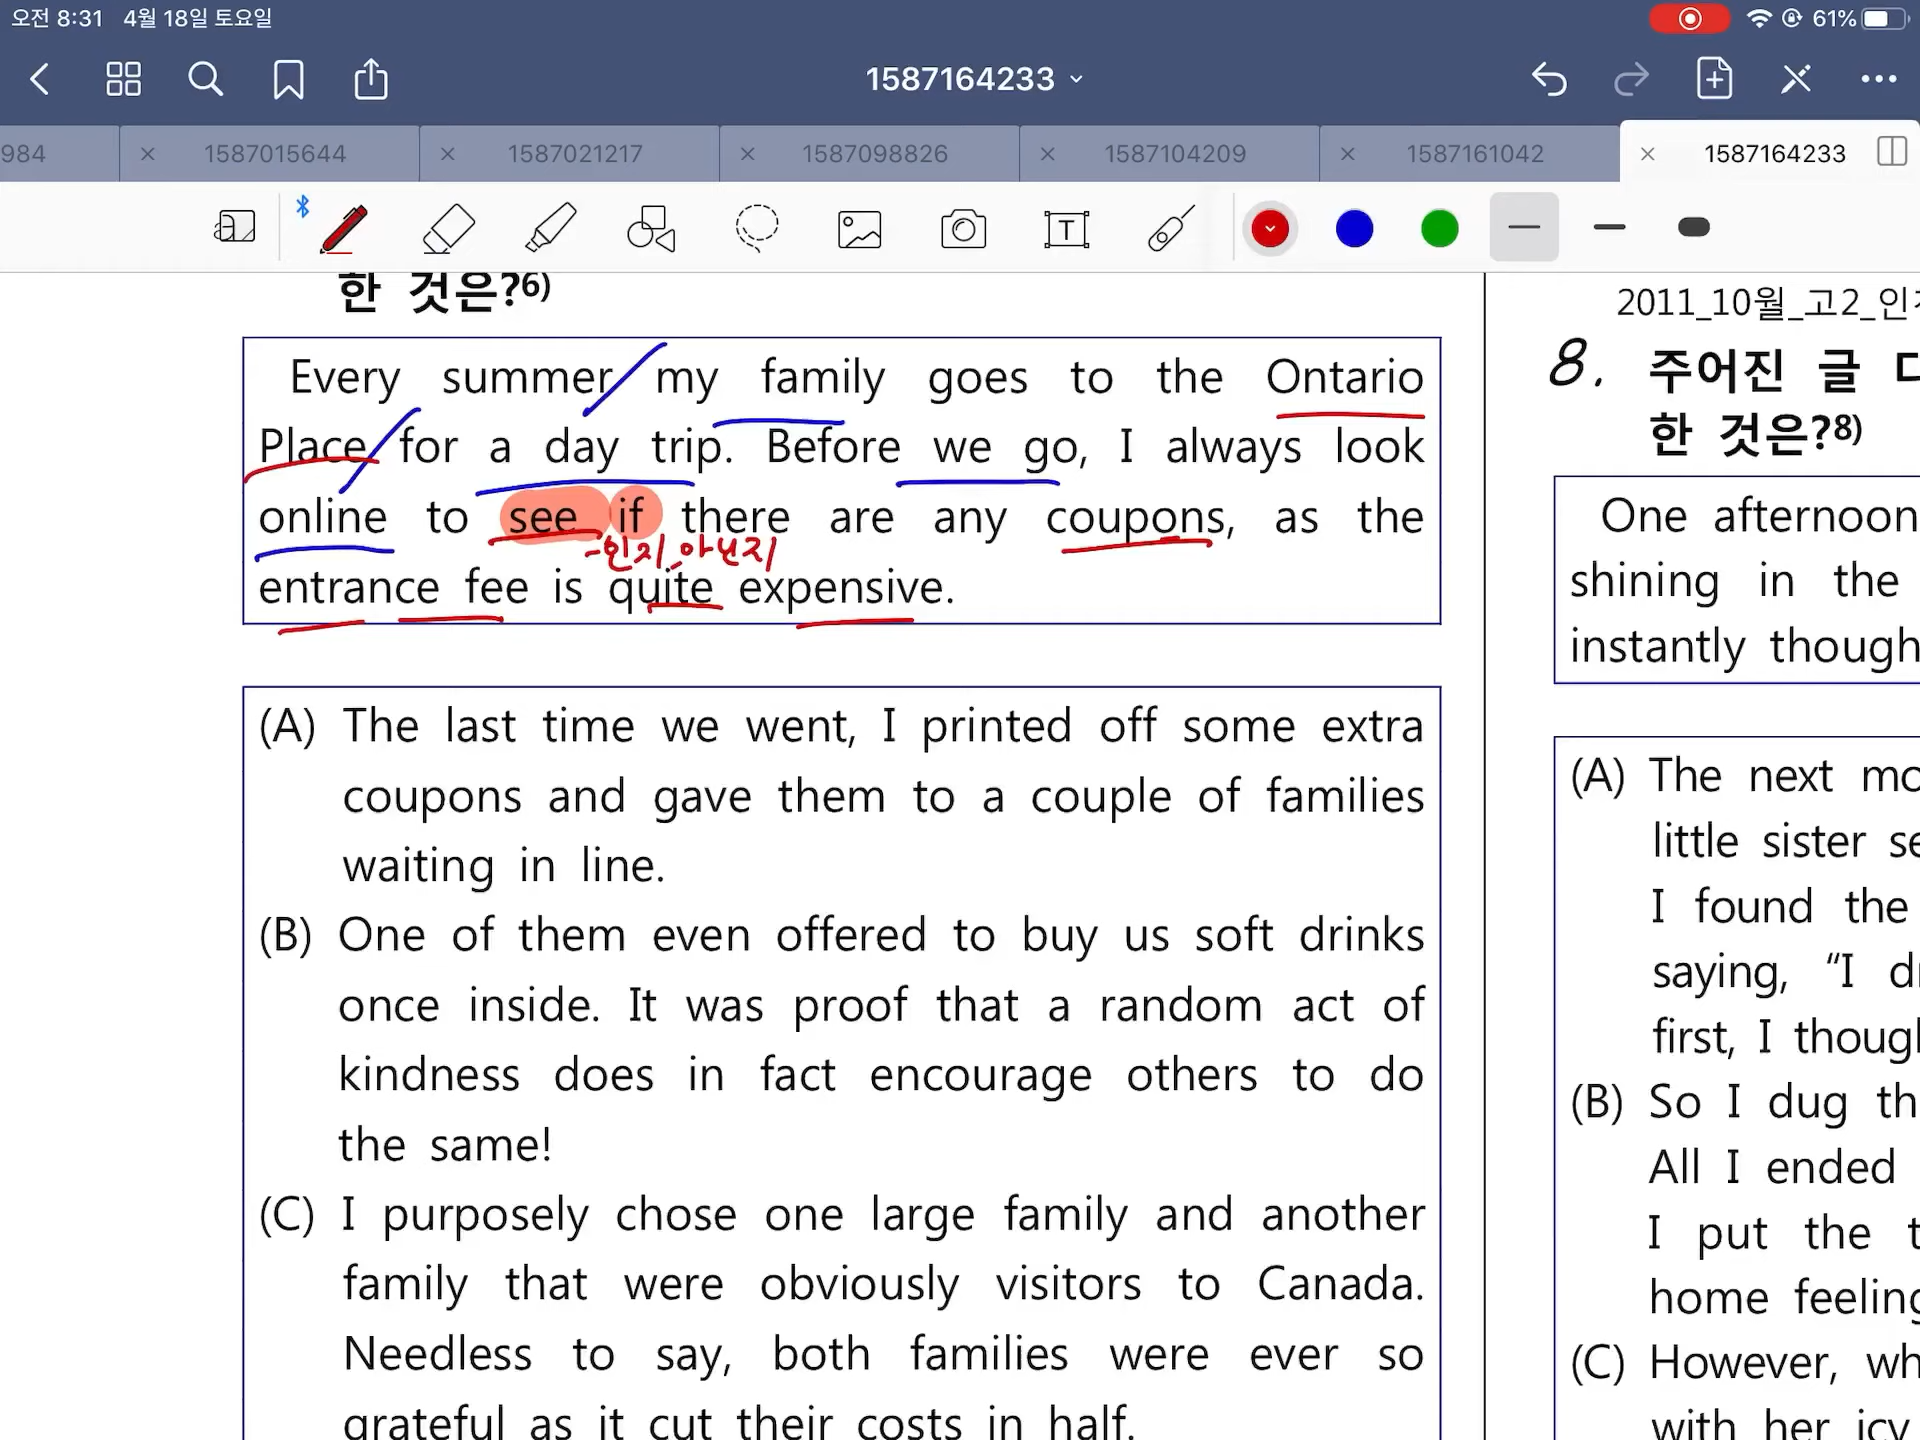 오전 8:31 4월 18일 토요일
61%
1587164233
984
1587015644
1587021217
1587098826
1587104209
1587161042
1587164233
한 것은?6)
Every summer my family goes to the Ontario
Place for a day trip. Before we go, I always look
online to see if there are any coupons, as the
-인지 아닌지
entrance fee is quite expensive.
(A) The last time we went, I printed off some extra
coupons and gave them to a couple of families
waiting in line.
(B) One of them even offered to buy us soft drinks
once inside. It was proof that a random act of
kindness does in fact encourage others to do
the same!
(C) I purposely chose one large family and another
family that were obviously visitors to Canada.
Needless to say, both families were ever so
grateful as it cut their costs in half.
2011_10월_고2_인
8. 주어진 글
한 것은?8)
One afternoon
shining in the
instantly though
(A) The next mo
little sister se
I found the
saying, “I d
first, I though
(B) So I dug th
All I ended
I put the t
home feeling
(C) However, wh
with her icy